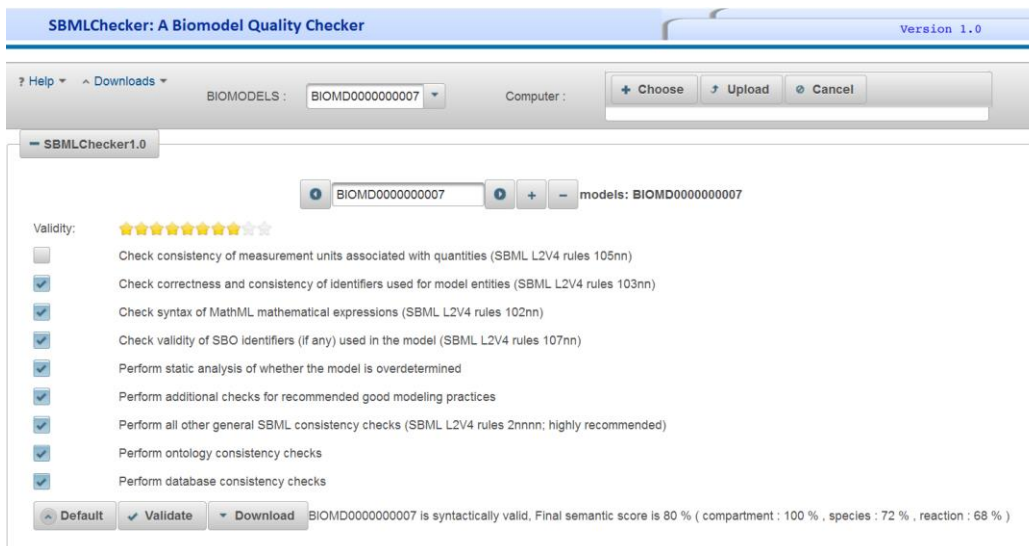 SBMLChecker: A Biomodel Quality Checker
Version 1.0
? Help Downloads
BIOMODELS : BIOMD0000000007 Computer : + Choose Upload Cancel
SBMLChecker1.0
BIOMD0000000007 + − models: BIOMD0000000007
Validity:
Check consistency of measurement units associated with quantities (SBML L2V4 rules 105nn)
Check correctness and consistency of identifiers used for model entities (SBML L2V4 rules 103nn)
Check syntax of MathML mathematical expressions (SBML L2V4 rules 102nn)
Check validity of SBO identifiers (if any) used in the model (SBML L2V4 rules 107nn)
Perform static analysis of whether the model is overdetermined
Perform additional checks for recommended good modeling practices
Perform all other general SBML consistency checks (SBML L2V4 rules 2nnnn; highly recommended)
Perform ontology consistency checks
Perform database consistency checks
Default Validate Download BIOMD0000000007 is syntactically valid, Final semantic score is 80 % ( compartment : 100 % , species : 72 % , reaction : 68 % )